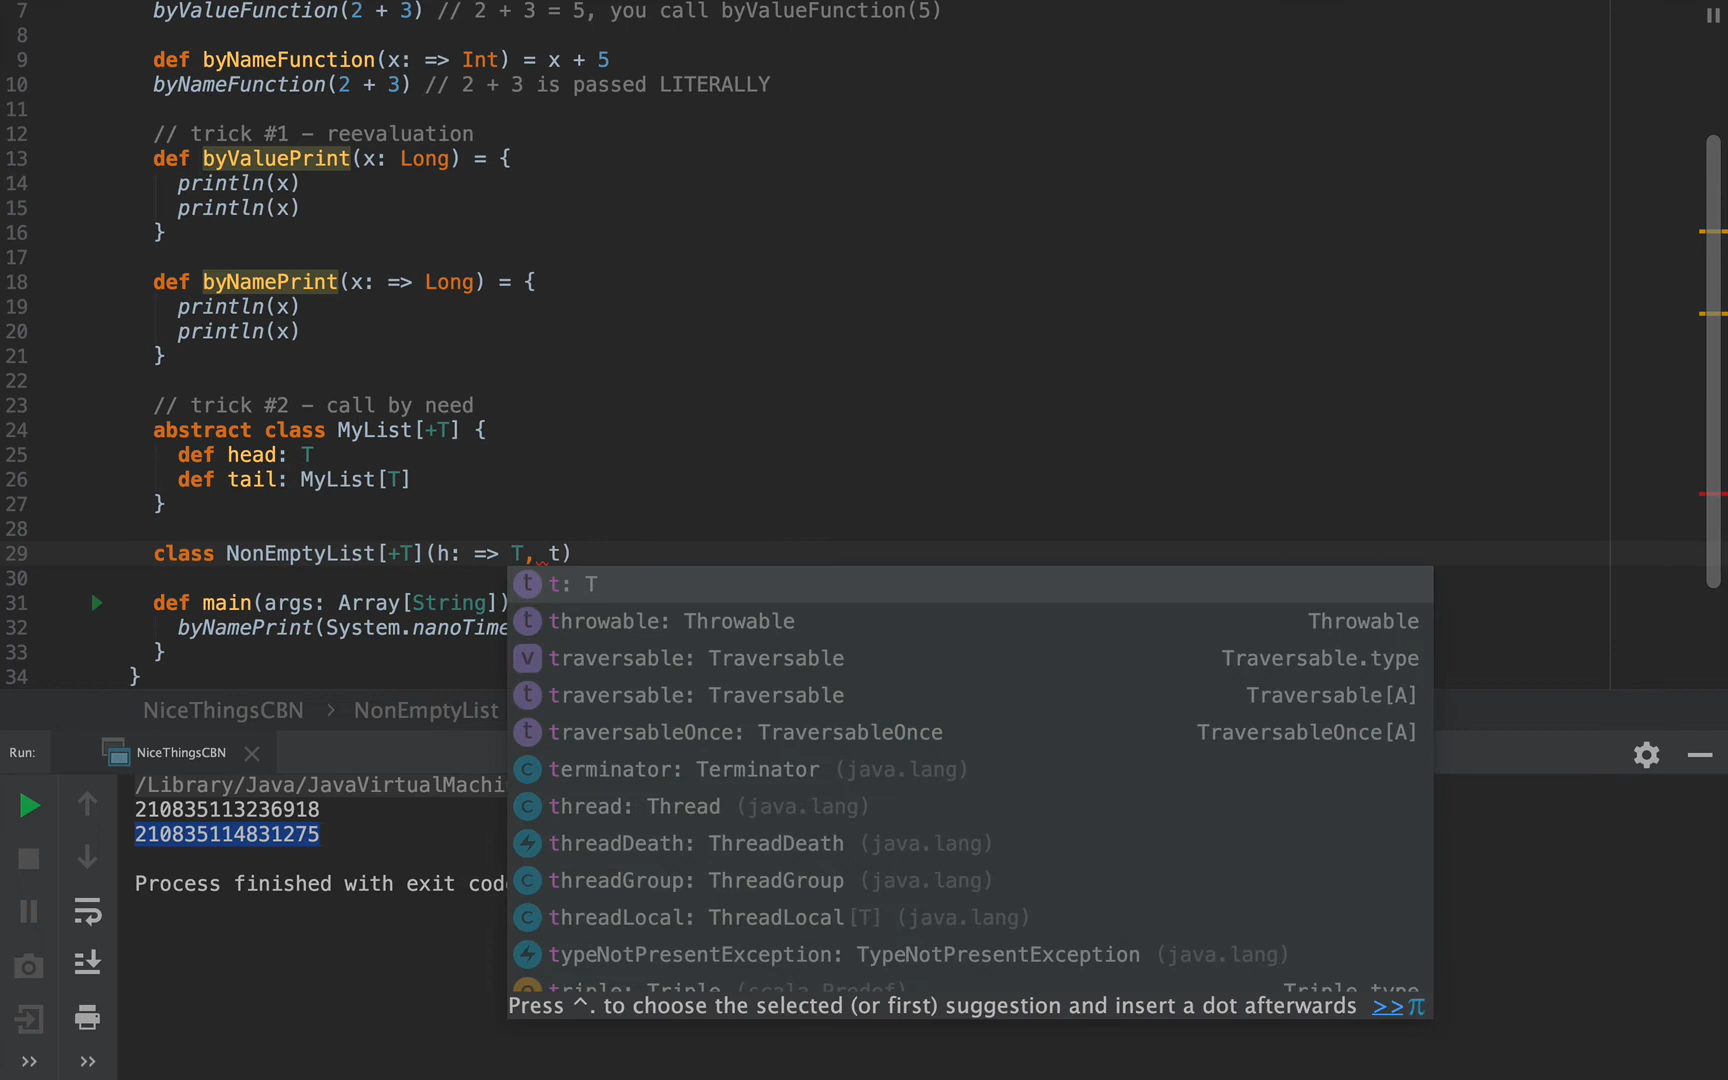 7 byValueFunction(2 + 3) // 2 + 3 = 5, you call byValueFunction(5)
8
9 def byNameFunction(x: => Int) = x + 5
10 byNameFunction(2 + 3) // 2 + 3 is passed LITERALLY
11
12 // trick #1 – reevaluation
13 def byValuePrint(x: Long) = {
14 println(x)
15 println(x)
16 }
17
18 def byNamePrint(x: => Long) = {
19 println(x)
20 println(x)
21 }
22
23 // trick #2 – call by need
24 abstract class MyList[+T] {
25 def head: T
26 def tail: MyList[T]
27 }
28
29 class NonEmptyList[+T](h: => T, t)
30
31 def main(args: Array[String])
32 byNamePrint(System.nanoTime
33 }
34 }
t: T
throwable: Throwable Throwable
traversable: Traversable Traversable.type
traversable: Traversable Traversable[A]
traversableOnce: TraversableOnce TraversableOnce[A]
terminator: Terminator (java.lang)
thread: Thread (java.lang)
threadDeath: ThreadDeath (java.lang)
threadGroup: ThreadGroup (java.lang)
threadLocal: ThreadLocal[T] (java.lang)
typeNotPresentException: TypeNotPresentException (java.lang)
triple: Triple (scala.Predef) Triple.type
Press ^. to choose the selected (or first) suggestion and insert a dot afterwards >> π
NiceThingsCBN > NonEmptyList
Run: NiceThingsCBN
/Library/Java/JavaVirtualMachi
210835113236918
210835114831275
Process finished with exit cod